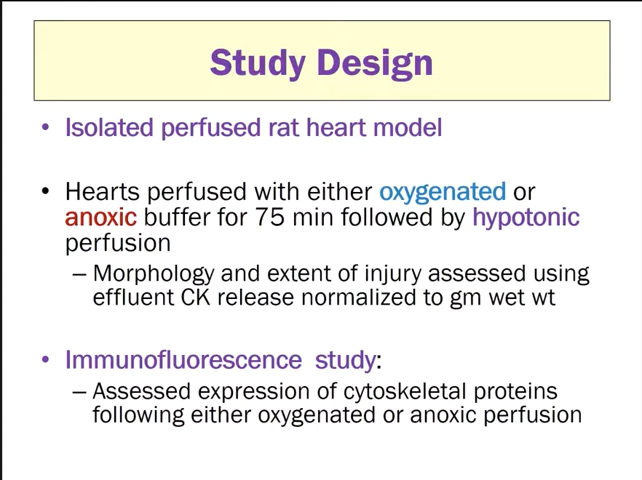 Study Design
• Isolated perfused rat heart model
• Hearts perfused with either oxygenated or
anoxic buffer for 75 min followed by hypotonic
perfusion
– Morphology and extent of injury assessed using
effluent CK release normalized to gm wet wt
• Immunofluorescence study:
– Assessed expression of cytoskeletal proteins
following either oxygenated or anoxic perfusion